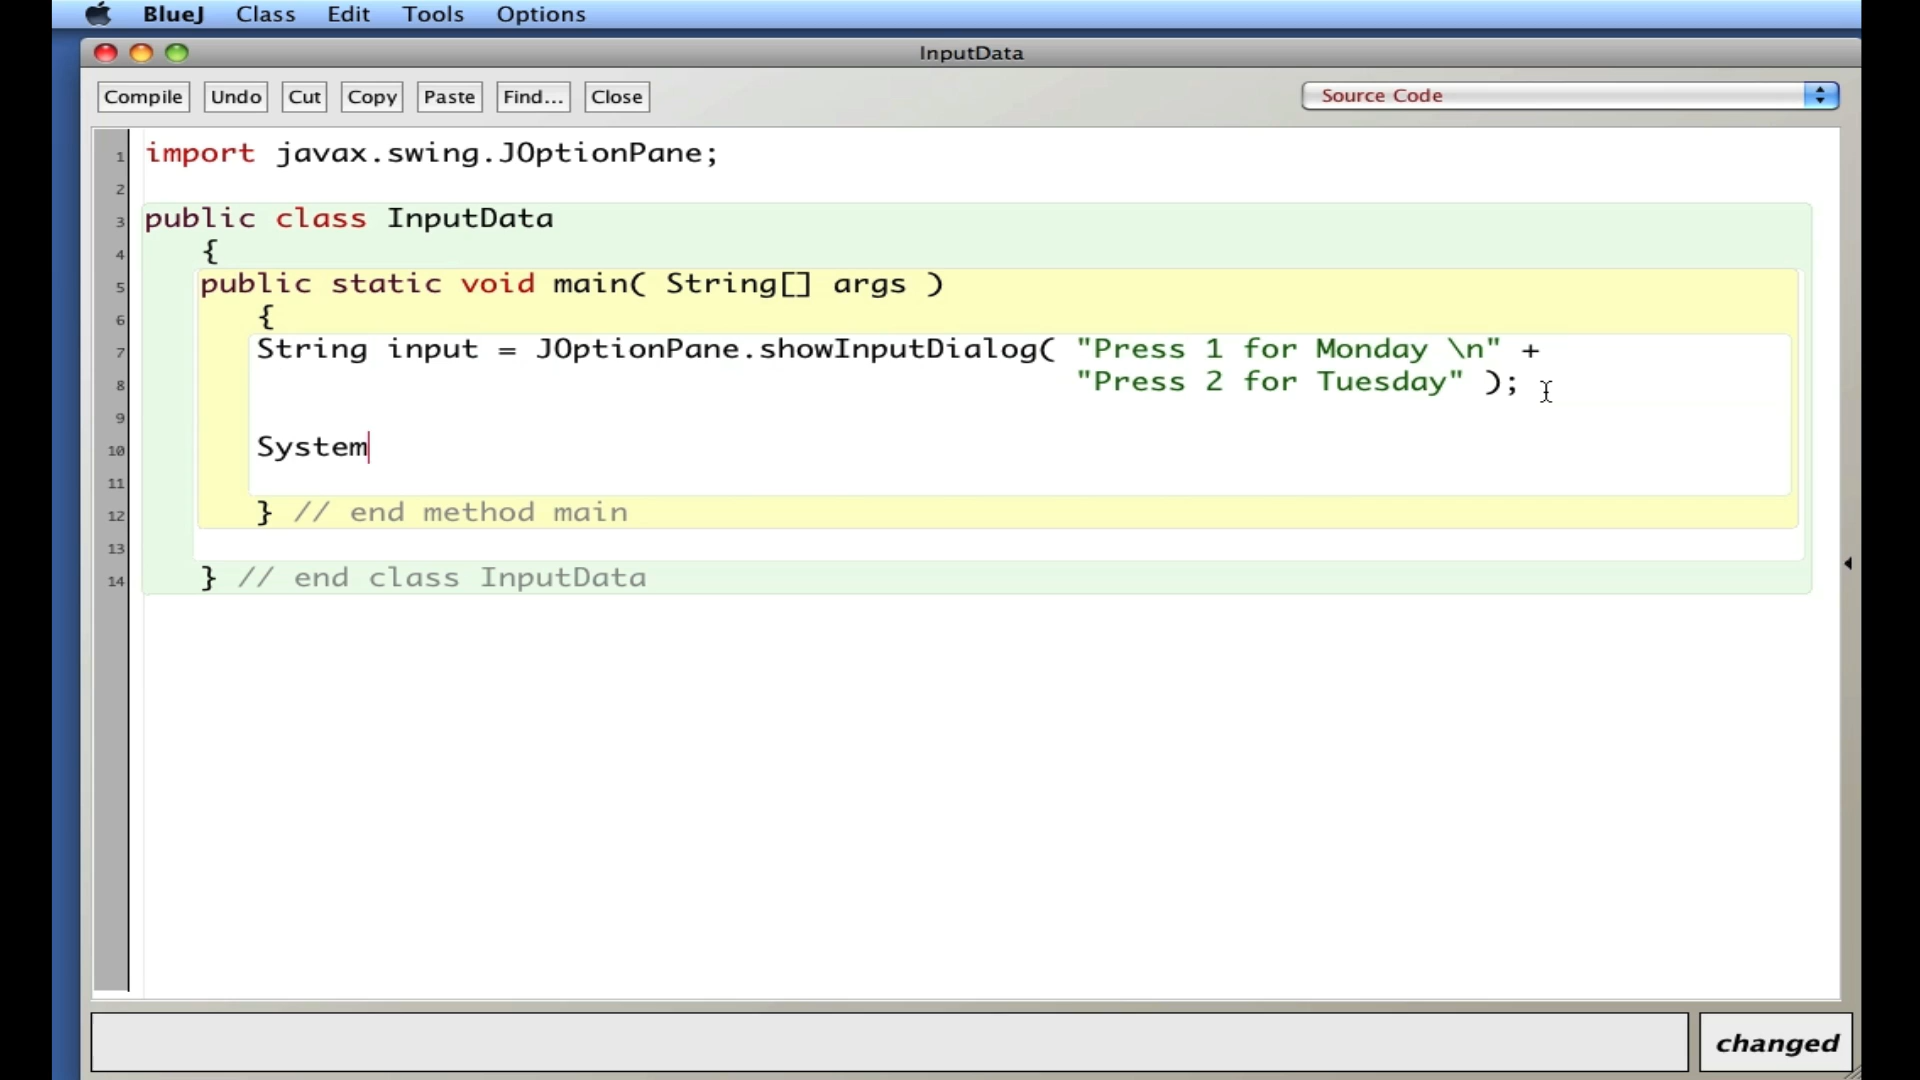 BlueJ Class Edit Tools Options
InputData
Compile Undo Cut Copy Paste Find... Close Source Code
1 import javax.swing.JOptionPane;
2
3 public class InputData
4 {
5 public static void main( String[] args )
6 {
7 String input = JOptionPane.showInputDialog( "Press 1 for Monday \n" +
8 "Press 2 for Tuesday" );
9
10 System
11
12 } // end method main
13
14 } // end class InputData
changed